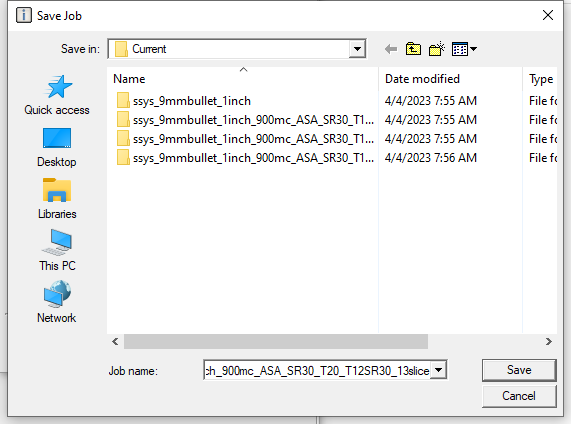 Save Job
Save in: Current
Name Date modified Type
ssys_9mmbullet_1inch 4/4/2023 7:55 AM File fo
ssys_9mmbullet_1inch_900mc_ASA_SR30_T1... 4/4/2023 7:55 AM File fo
ssys_9mmbullet_1inch_900mc_ASA_SR30_T1... 4/4/2023 7:55 AM File fo
ssys_9mmbullet_1inch_900mc_ASA_SR30_T1... 4/4/2023 7:56 AM File fo
Quick access
Desktop
Libraries
This PC
Network
Job name: ch_900mc_ASA_SR30_T20_T12SR30_13slice Save
Cancel